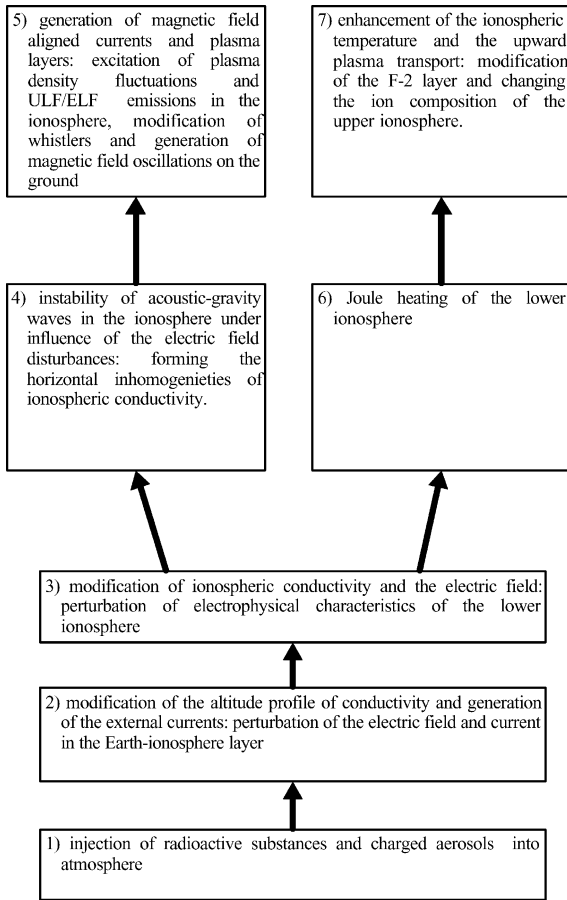 5) generation of magnetic field
aligned currents and plasma
layers: excitation of plasma
density fluctuations and
ULF/ELF emissions in the
ionosphere, modification of
whistlers and generation of
magnetic field oscillations on the
ground
7) enhancement of the ionospheric
temperature and the upward
plasma transport: modification
of the F-2 layer and changing
the ion composition of the
upper ionosphere.
4) instability of acoustic-gravity
waves in the ionosphere under
influence of the electric field
disturbances: forming the
horizontal inhomogenieties of
ionospheric conductivity.
6) Joule heating of the lower
ionosphere
3) modification of ionospheric conductivity and the electric field:
perturbation of electrophysical characteristics of the lower
ionosphere
2) modification of the altitude profile of conductivity and generation
of the external currents: perturbation of the electric field and current
in the Earth-ionosphere layer
1) injection of radioactive substances and charged aerosols into
atmosphere